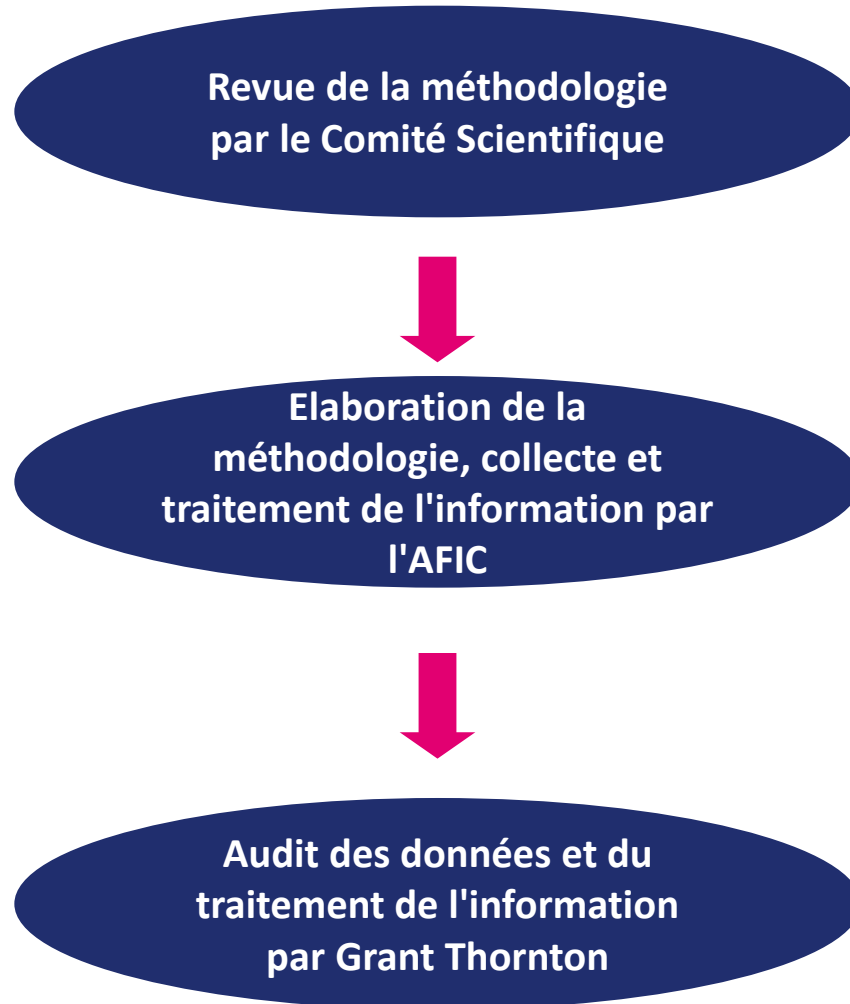 Revue de la méthodologie
par le Comité Scientifique
Elaboration de la
méthodologie, collecte et
traitement de l'information par
l'AFIC
Audit des données et du
traitement de l'information
par Grant Thornton